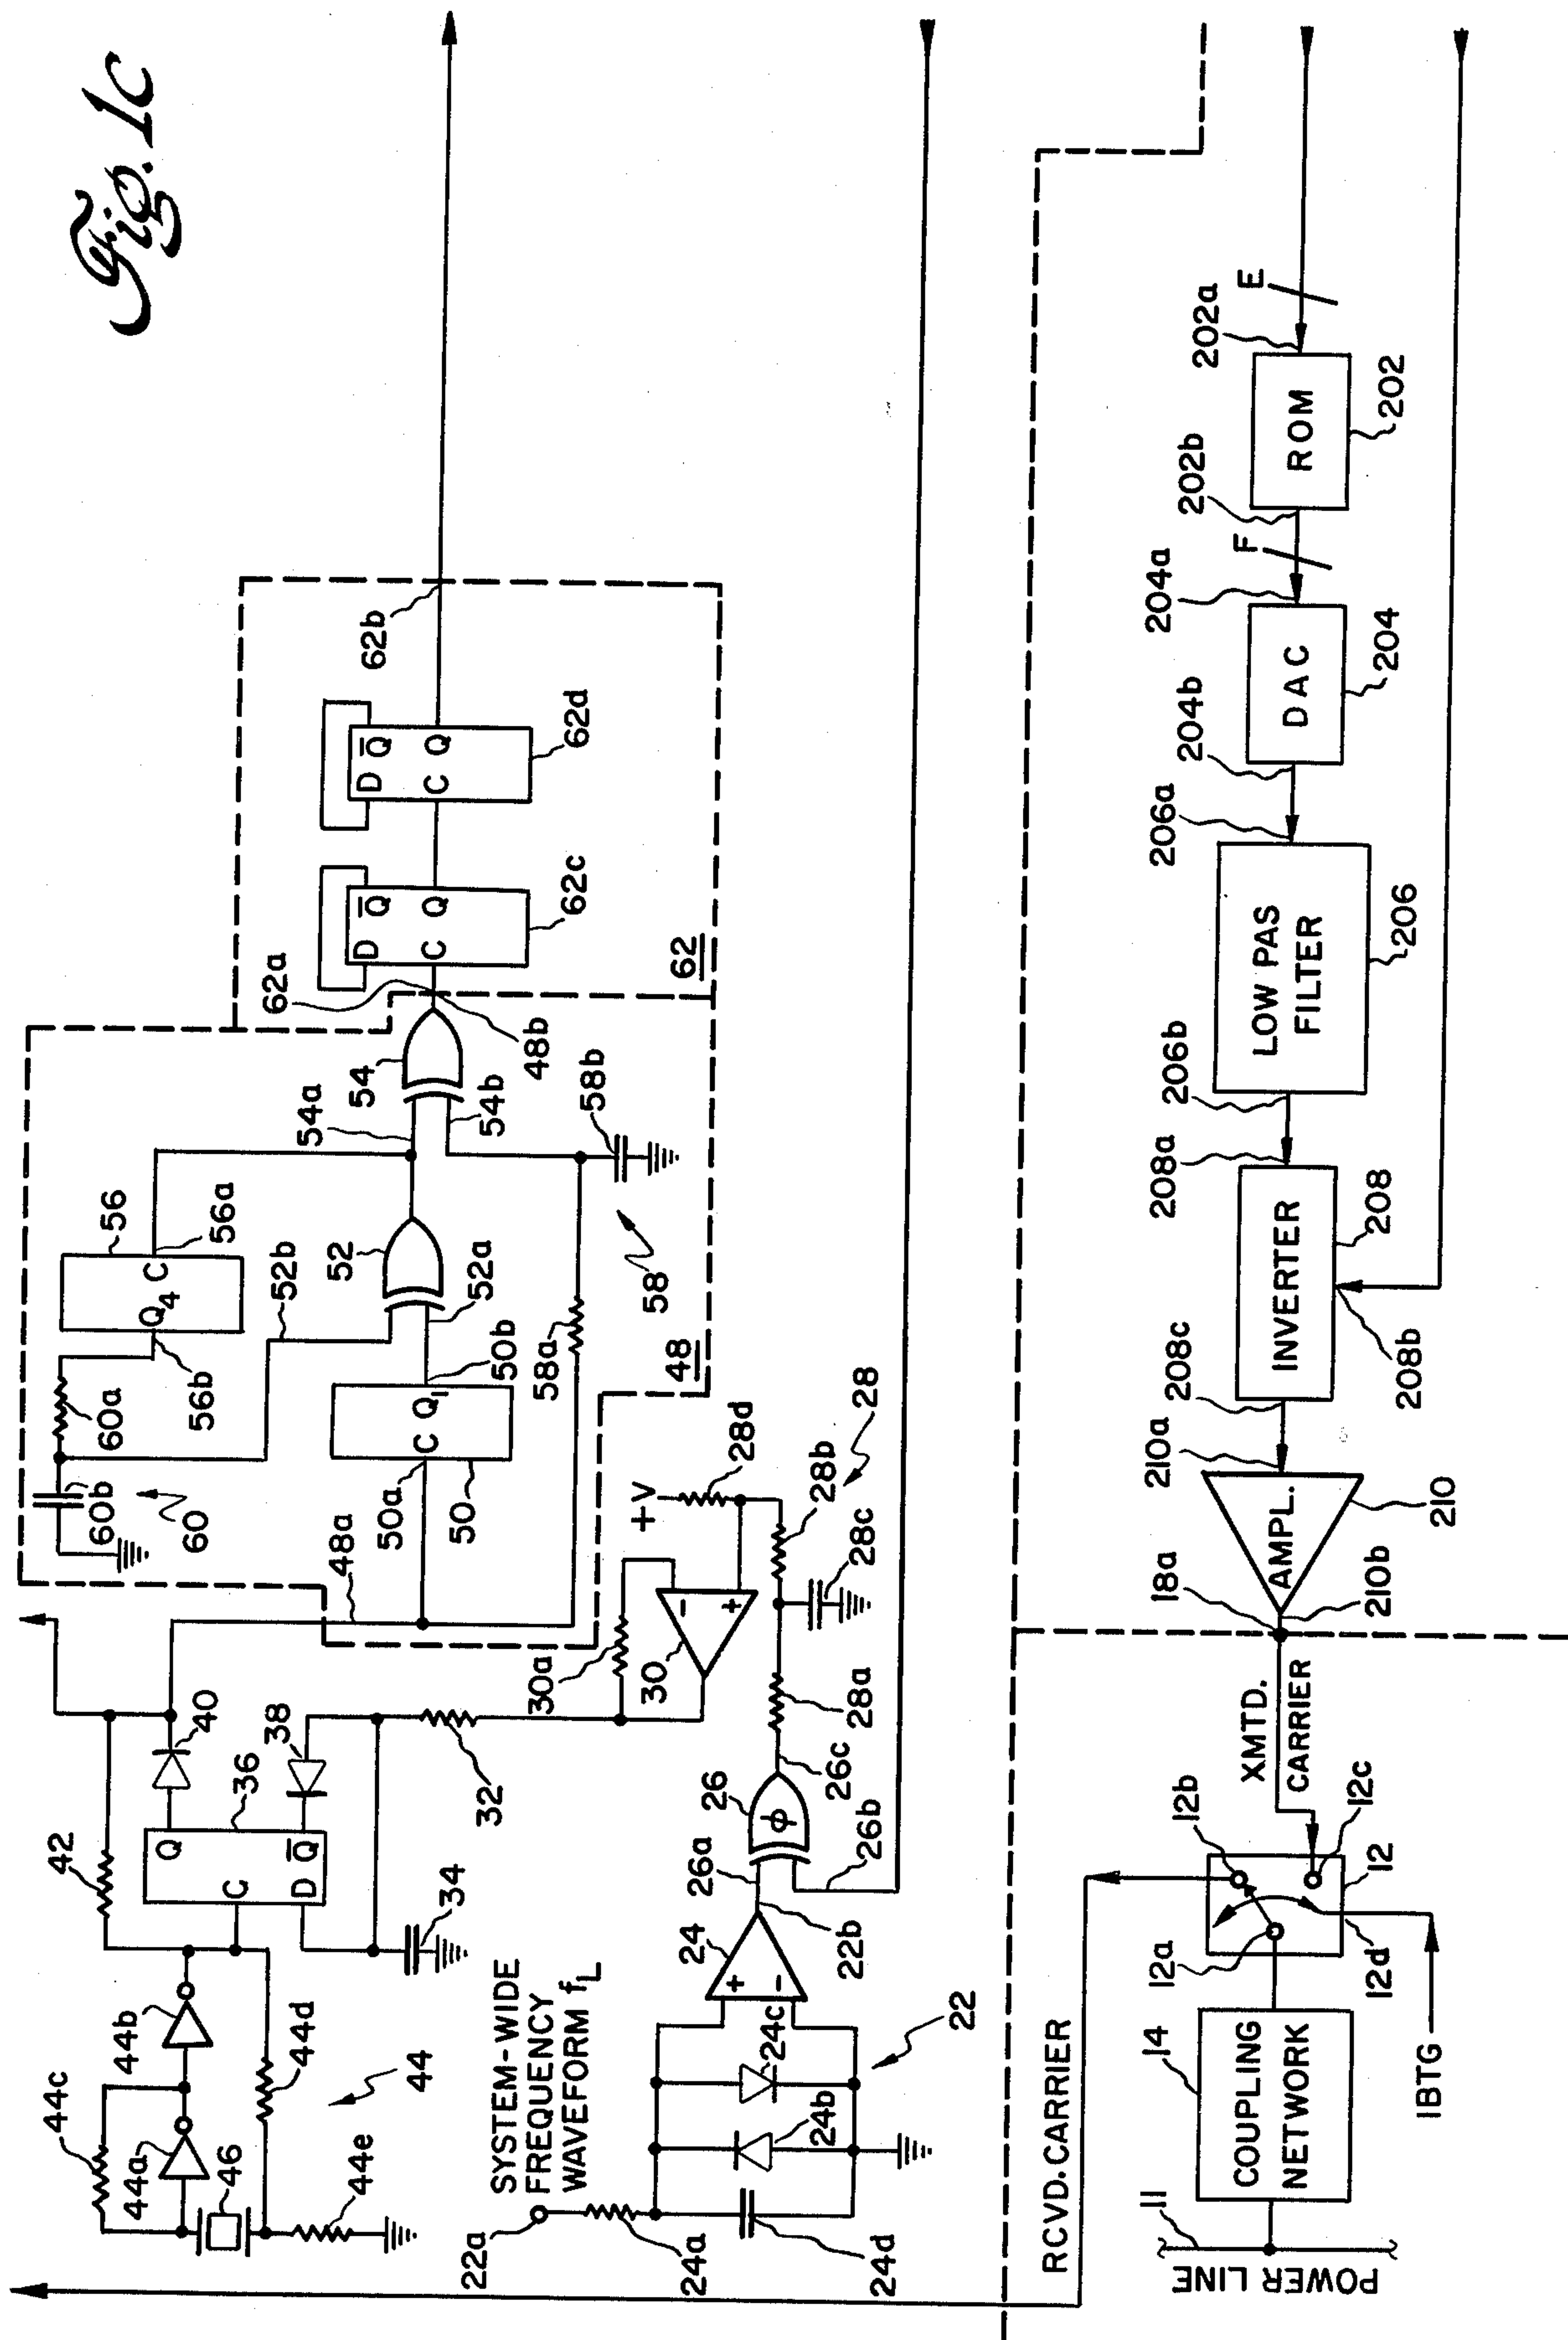 Fig. 1c
44c
44a
44b
46
44d
44e
44
42
40
Q
36
C
D Q̅
38
34
32
48a
60b
60
60a
56b
Q4 C
56
56a
52b
50a
50
C Q1
50b
52a
52
54a
54
54b
58a
58
58b
48
48b
62a
62
D Q̅
C Q
62c
D Q̅
C Q
62d
62b
SYSTEM-WIDE
FREQUENCY
WAVEFORM fL
22a
24a
24d
24b
24c
24
+
-
22
22b
26a
26b
26
ϕ
26c
28a
30a
30
-
+
+V
28d
28b
28c
28
RCVD. CARRIER
POWER LINE
11
14
COUPLING
NETWORK
12a
12b
12c
12
12d
IBTG
XMTD.
CARRIER
18a
210b
AMPL.
210
210a
208c
INVERTER
208
208b
208a
206b
LOW PAS
FILTER
206
206a
204b
DAC
204
204a
F
202b
ROM
202
202a
E